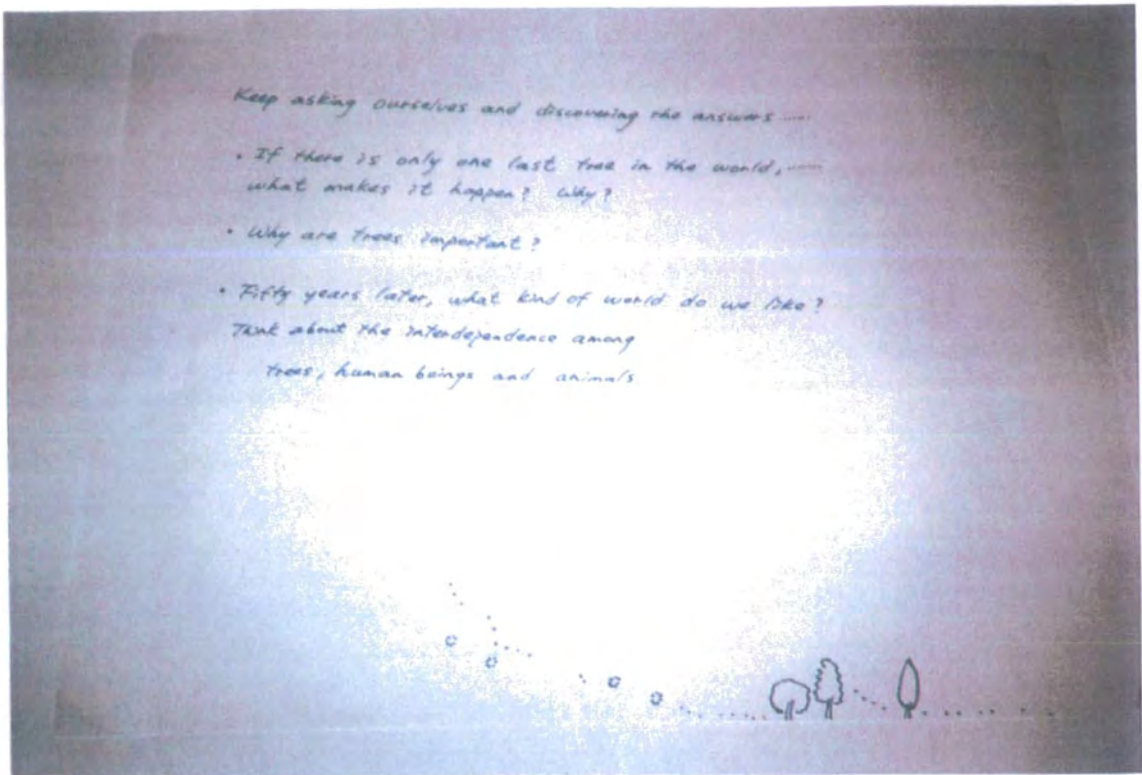 Keep asking ourselves and discovering the answers ......
• If there is only one last tree in the world, ......
what makes it happen? Why?
• Why are trees important?
• Fifty years later, what kind of world do we like?
Think about the interdependence among
trees, human beings and animals